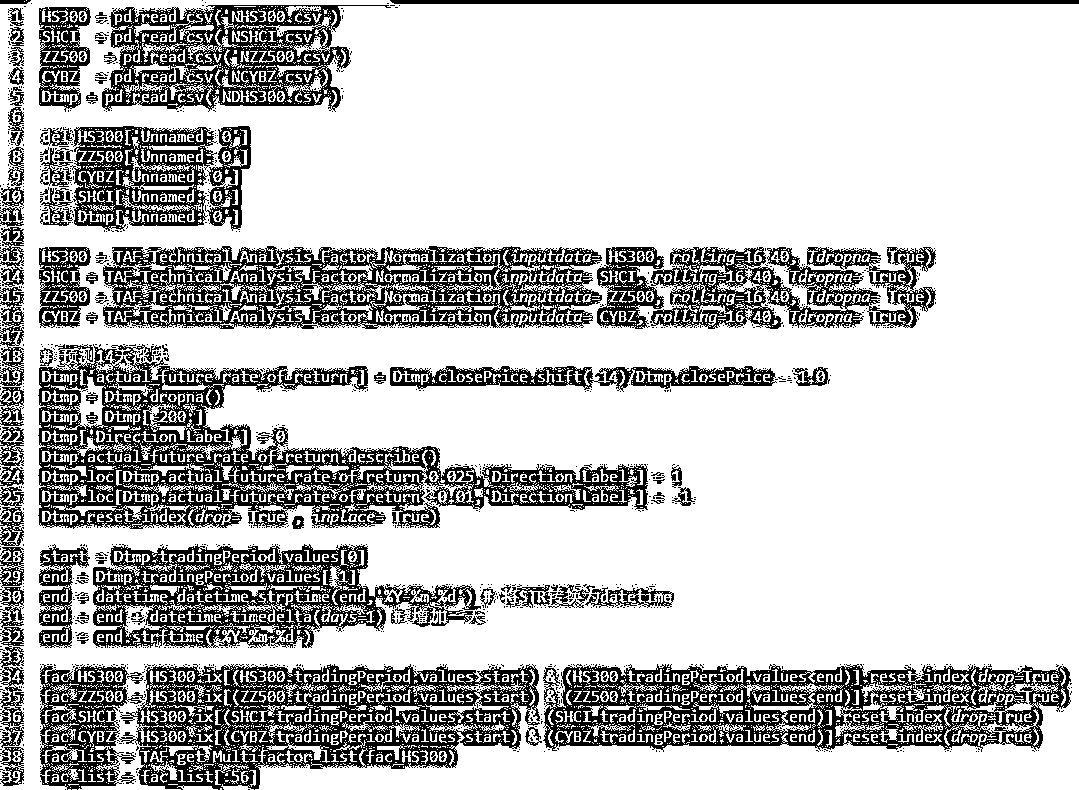 1 HS300 = pd.read_csv('NHS300.csv')
2 SHCI = pd.read_csv('NSHCI.csv')
3 ZZ500 = pd.read_csv('NZZ500.csv')
4 CYBZ = pd.read_csv('NCYBZ.csv')
5 Dtmp = pd.read_csv('NDHS300.csv')
6
7 del HS300['Unnamed: 0']
8 del ZZ500['Unnamed: 0']
9 del CYBZ['Unnamed: 0']
10 del SHCI['Unnamed: 0']
11 del Dtmp['Unnamed: 0']
12
13 HS300 = TAF.Technical_Analysis_Factor_Normalization(inputdata= HS300, rolling=16*40, Tdropna= True)
14 SHCI = TAF.Technical_Analysis_Factor_Normalization(inputdata= SHCI, rolling=16*40, Tdropna= True)
15 ZZ500 = TAF.Technical_Analysis_Factor_Normalization(inputdata= ZZ500, rolling=16*40, Tdropna= True)
16 CYBZ = TAF.Technical_Analysis_Factor_Normalization(inputdata= CYBZ, rolling=16*40, Tdropna= True)
17
18 # 预测14天涨跌
19 Dtmp['actual_future_rate_of_return'] = Dtmp.closePrice.shift(-14)/Dtmp.closePrice - 1.0
20 Dtmp = Dtmp.dropna()
21 Dtmp = Dtmp[-200:]
22 Dtmp['Direction_Label'] = 0
23 Dtmp.actual_future_rate_of_return.describe()
24 Dtmp.loc[Dtmp.actual_future_rate_of_return>0.025,'Direction_Label'] = 1
25 Dtmp.loc[Dtmp.actual_future_rate_of_return<-0.01,'Direction_Label'] = -1
26 Dtmp.reset_index(drop= True , inplace= True)
27
28 start = Dtmp.tradingPeriod.values[0]
29 end = Dtmp.tradingPeriod.values[-1]
30 end = datetime.datetime.strptime(end,'%Y-%m-%d') # 将STR转换为datetime
31 end = end + datetime.timedelta(days=1) # 增加一天
32 end = end.strftime('%Y-%m-%d')
33
34 fac_HS300 = HS300.ix[(HS300.tradingPeriod.values>start) & (HS300.tradingPeriod.values<end)].reset_index(drop=True)
35 fac_ZZ500 = HS300.ix[(ZZ500.tradingPeriod.values>start) & (ZZ500.tradingPeriod.values<end)].reset_index(drop=True)
36 fac_SHCI = HS300.ix[(SHCI.tradingPeriod.values>start) & (SHCI.tradingPeriod.values<end)].reset_index(drop=True)
37 fac_CYBZ = HS300.ix[(CYBZ.tradingPeriod.values>start) & (CYBZ.tradingPeriod.values<end)].reset_index(drop=True)
38 fac_list = TAF.get_Multifactor_list(fac_HS300)
39 fac_list = fac_list[:56]